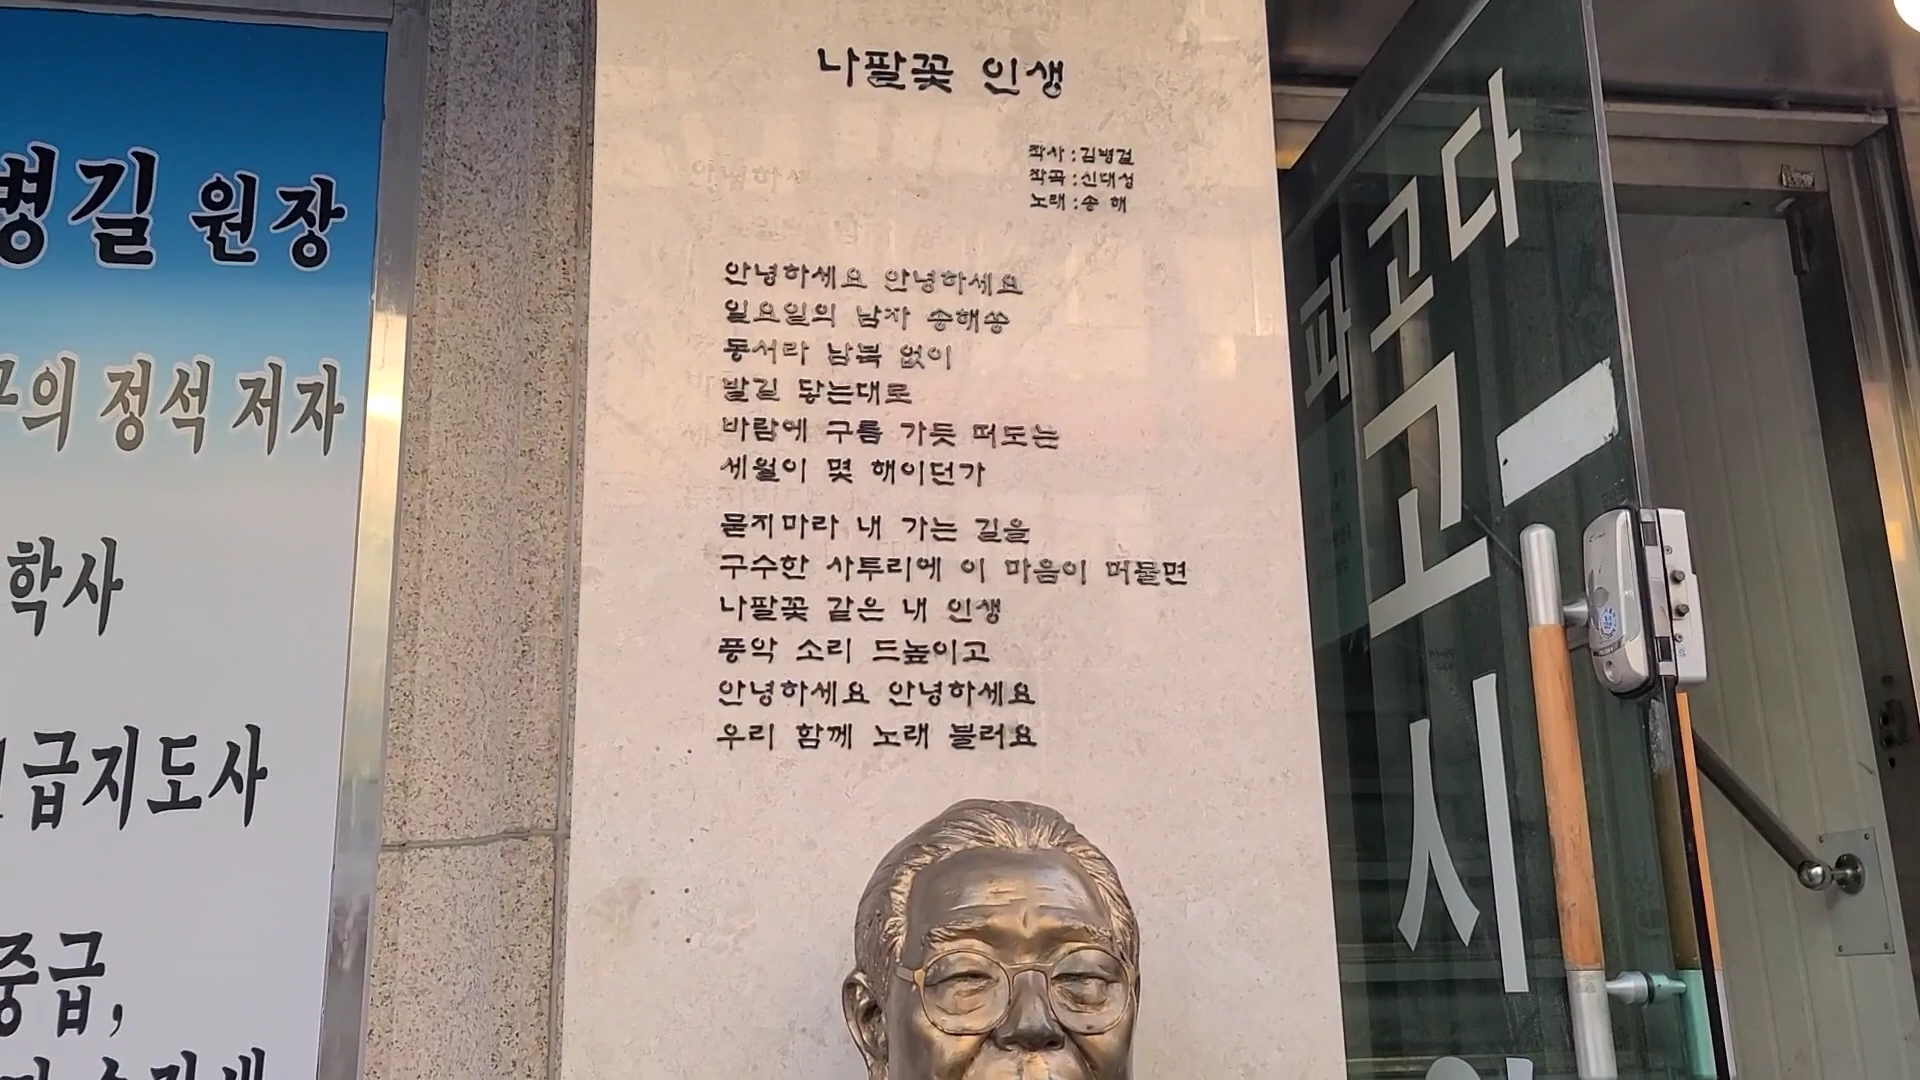 병길 원장
의 정석 저자
학사
급지도사
중급,
나팔꽃 인생
작사 : 김병걸
작곡 : 신대성
노래 : 송 해
안녕하세요 안녕하세요
일요일의 남자 송해쏭
동서라 남북 없이
발길 닿는대로
바람에 구름 가듯 떠도는
세월이 몇 해이던가
묻지마라 내 가는 길을
구수한 사투리에 이 마음이 머물면
나팔꽃 같은 내 인생
풍악 소리 드높이고
안녕하세요 안녕하세요
우리 함께 노래 불러요
파고다
고시